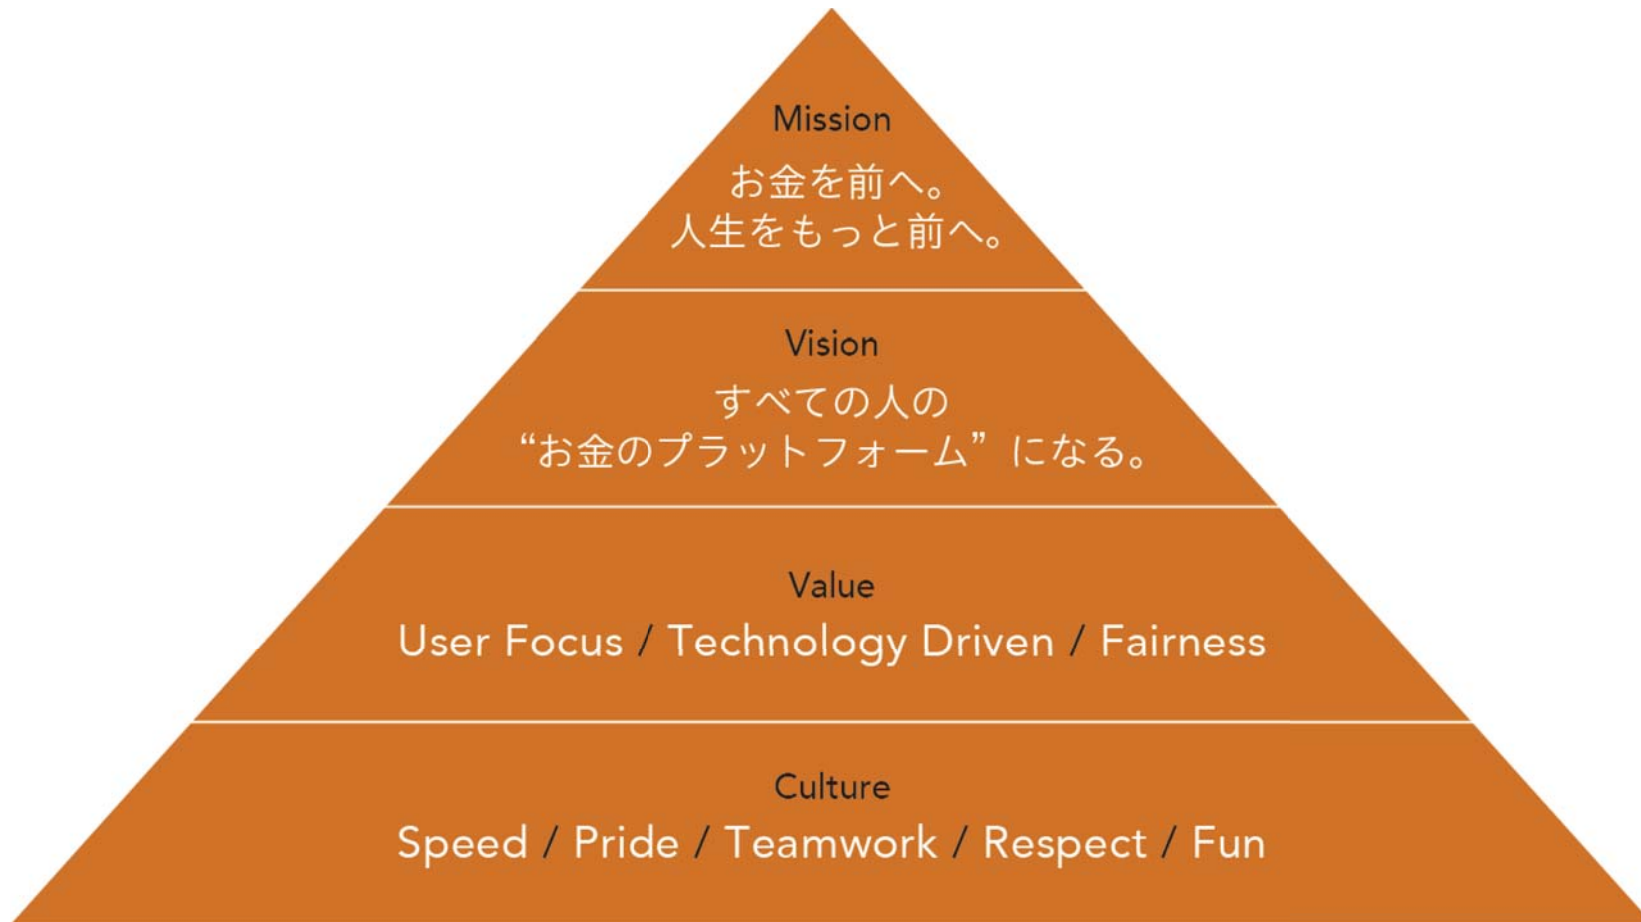 Mission
お金を前へ。
人生をもっと前へ。
Vision
すべての人の
“お金のプラットフォーム”になる。
Value
User Focus / Technology Driven / Fairness
Culture
Speed / Pride / Teamwork / Respect / Fun